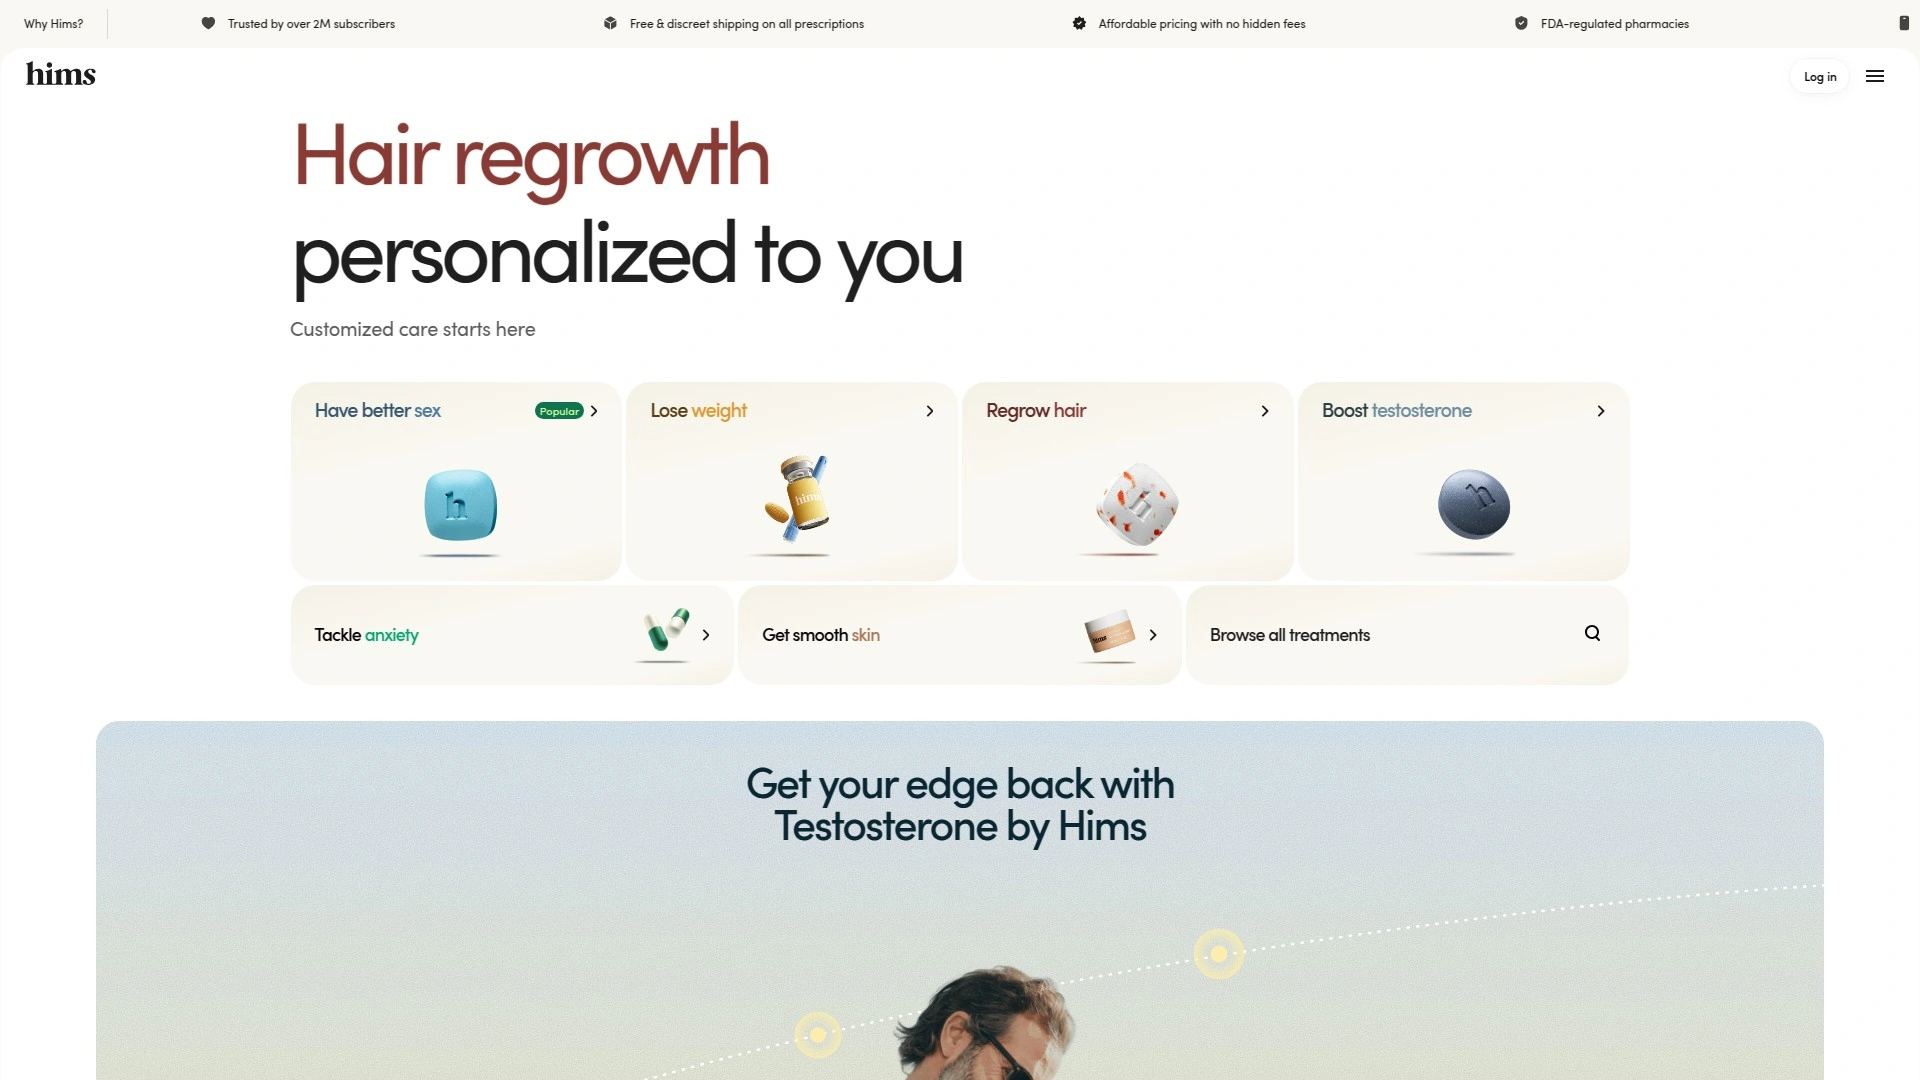 Why Hims?
Trusted by over 2M subscribers
Free & discreet shipping on all prescriptions
Affordable pricing with no hidden fees
FDA-regulated pharmacies
hims
Log in
Hair regrowth
personalized to you
Customized care starts here
Have better sex
Popular
Lose weight
Regrow hair
Boost testosterone
h
hims
h
h
Tackle anxiety
Get smooth skin
hims
Browse all treatments
Get your edge back with
Testosterone by Hims